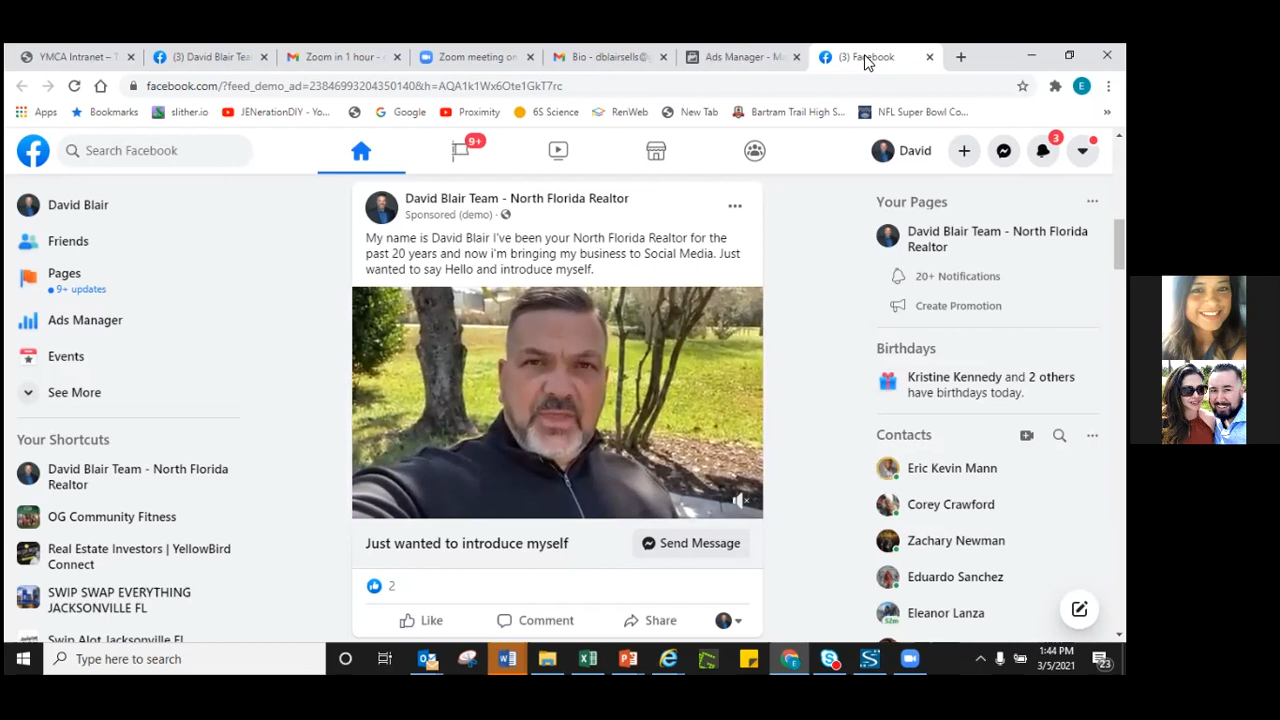 YMCA Intranet –
(3) David Blair Tea
Zoom in 1 hour -
Zoom meeting on
Bio - dblairsells@
Ads Manager - M
(3) Facebook
facebook.com/?feed_demo_ad=23846993204350140&h=AQA1k1Wx6Ote1GkT7rc
Apps
Bookmarks
slither.io
JENerationDIY - Yo...
Google
Proximity
6S Science
RenWeb
New Tab
Bartram Trail High S...
NFL Super Bowl Co...
Search Facebook
9+
David
3
David Blair
Friends
Pages
9+ updates
Ads Manager
Events
See More
Your Shortcuts
David Blair Team - North Florida
Realtor
OG Community Fitness
Real Estate Investors | YellowBird
Connect
SWIP SWAP EVERYTHING
JACKSONVILLE FL
Swip Alot Jacksonville FL
David Blair Team - North Florida Realtor
Sponsored (demo) ·
My name is David Blair I've been your North Florida Realtor for the
past 20 years and now i'm bringing my business to Social Media. Just
wanted to say Hello and introduce myself.
Just wanted to introduce myself
Send Message
2
Like
Comment
Share
Your Pages
David Blair Team - North Florida
Realtor
20+ Notifications
Create Promotion
Birthdays
Kristine Kennedy and 2 others
have birthdays today.
Contacts
Eric Kevin Mann
Corey Crawford
Zachary Newman
Eduardo Sanchez
Eleanor Lanza
52m
Type here to search
1:44 PM
3/5/2021
23